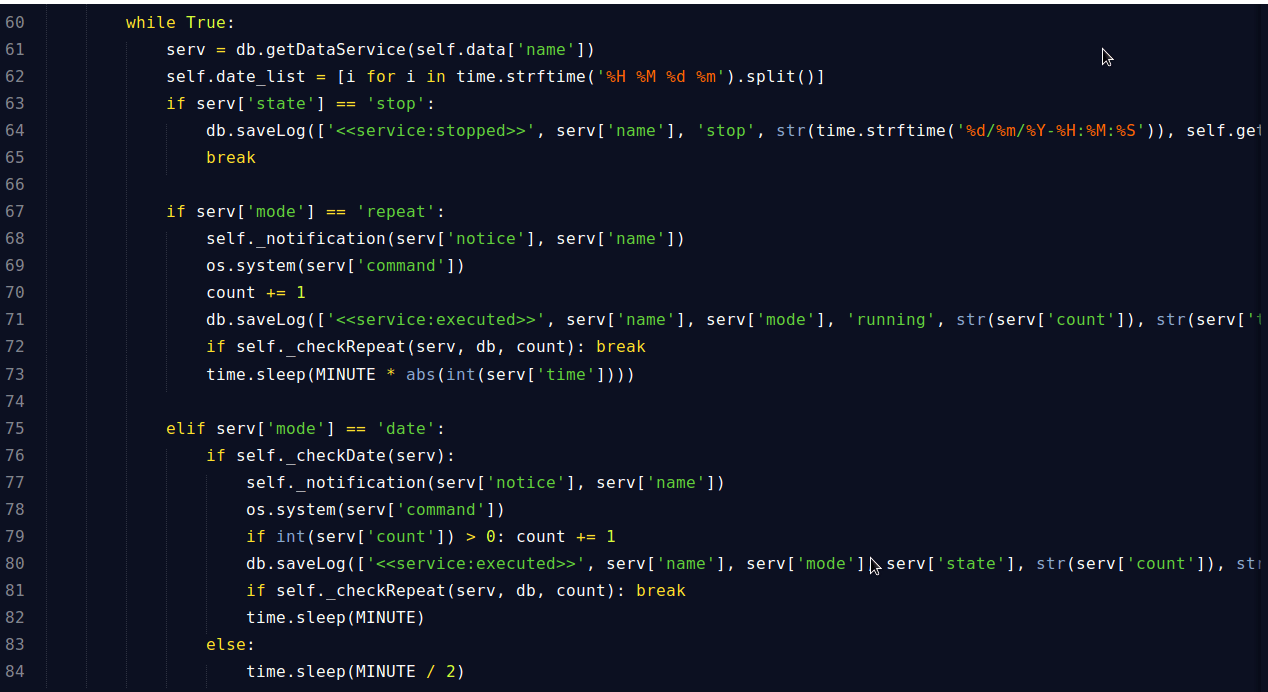 60 while True:
61 serv = db.getDataService(self.data['name'])
62 self.date_list = [i for i in time.strftime('%H %M %d %m').split()]
63 if serv['state'] == 'stop':
64 db.saveLog(['<<service:stopped>>', serv['name'], 'stop', str(time.strftime('%d/%m/%Y-%H:%M:%S')), self.get
65 break
66
67 if serv['mode'] == 'repeat':
68 self._notification(serv['notice'], serv['name'])
69 os.system(serv['command'])
70 count += 1
71 db.saveLog(['<<service:executed>>', serv['name'], serv['mode'], 'running', str(serv['count']), str(serv['t
72 if self._checkRepeat(serv, db, count): break
73 time.sleep(MINUTE * abs(int(serv['time'])))
74
75 elif serv['mode'] == 'date':
76 if self._checkDate(serv):
77 self._notification(serv['notice'], serv['name'])
78 os.system(serv['command'])
79 if int(serv['count']) > 0: count += 1
80 db.saveLog(['<<service:executed>>', serv['name'], serv['mode'], serv['state'], str(serv['count']), str
81 if self._checkRepeat(serv, db, count): break
82 time.sleep(MINUTE)
83 else:
84 time.sleep(MINUTE / 2)